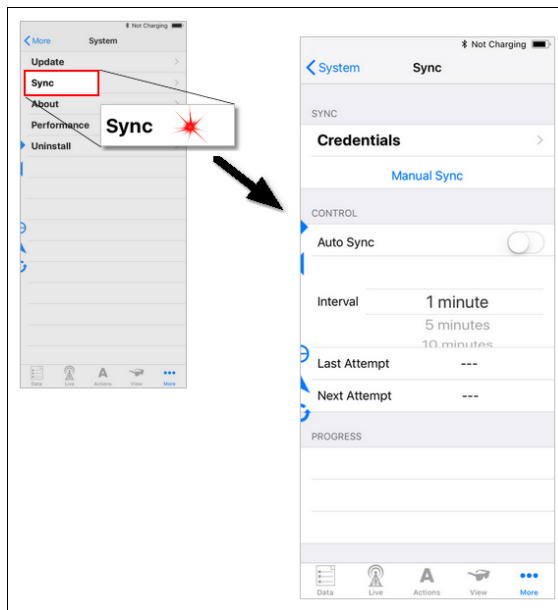 Not Charging
More System
Update
Sync
About
Performance
Uninstall
Sync
Data Live Actions View More
Not Charging
System Sync
SYNC
Credentials
Manual Sync
CONTROL
Auto Sync
Interval 1 minute
5 minutes
10 minutes
Last Attempt ---
Next Attempt ---
PROGRESS
Data Live Actions View More